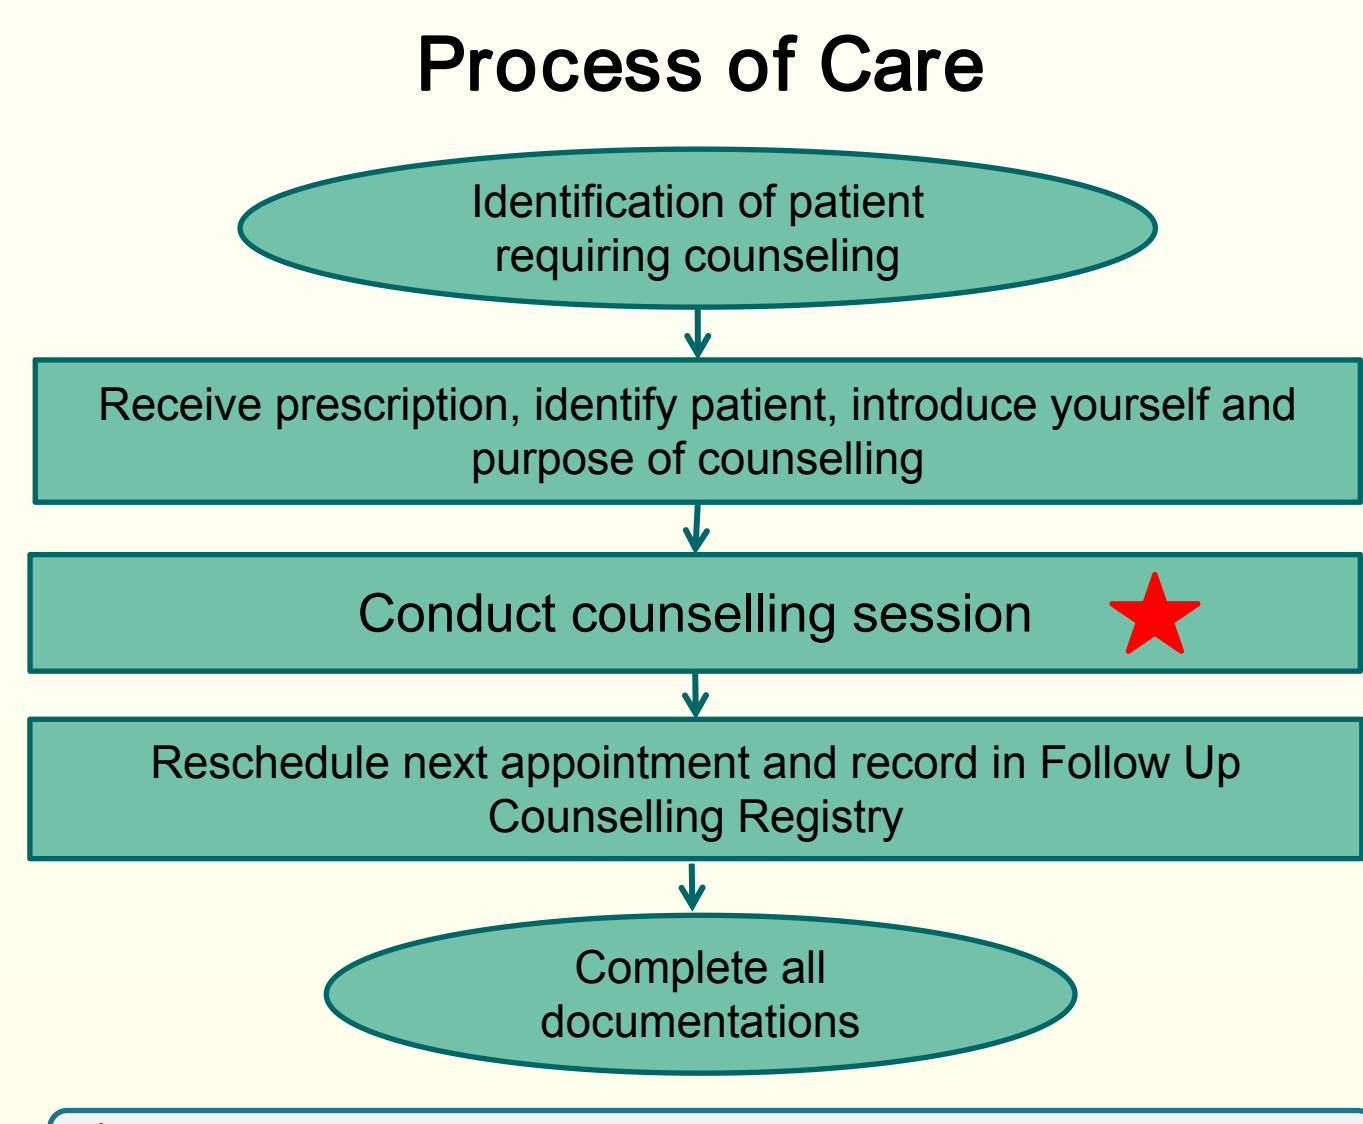 Process of Care
Identification of patient
requiring counseling
Receive prescription, identify patient, introduce yourself and
purpose of counselling
Conduct counselling session
Reschedule next appointment and record in Follow Up
Counselling Registry
Complete all
documentations